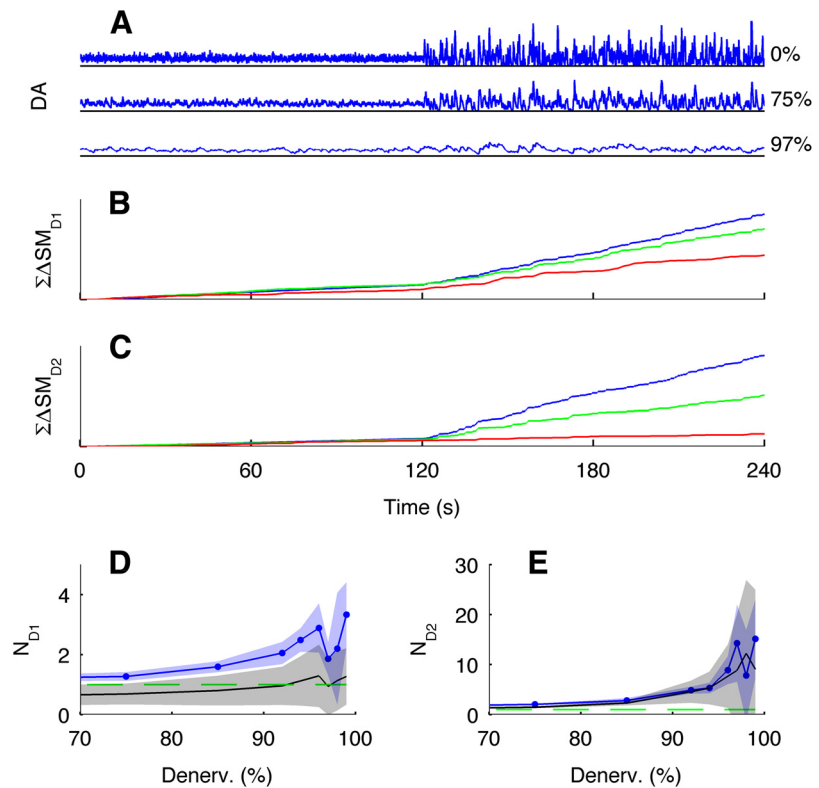 A
DA
0%
75%
97%
B
ΣΔSM_D1
C
ΣΔSM_D2
0 60 120 180 240
Time (s)
D
N_D1
4
2
0
70 80 90 100
Denerv. (%)
E
N_D2
30
20
10
0
70 80 90 100
Denerv. (%)